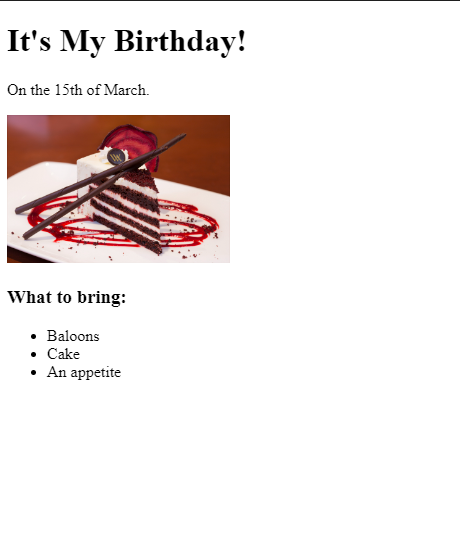 It's My Birthday!
On the 15th of March.
What to bring:
Baloons
Cake
An appetite